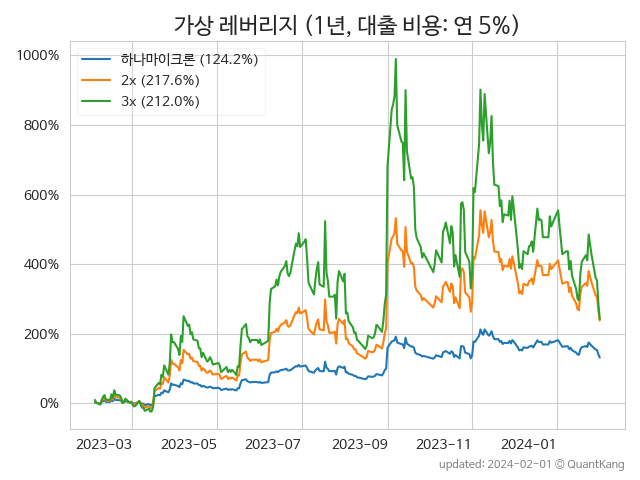 가상 레버리지 (1년, 대출 비용: 연 5%)
1000%
800%
600%
400%
200%
0%
하나마이크론 (124.2%)
2x (217.6%)
3x (212.0%)
2023-03
2023-05
2023-07
2023-09
2023-11
2024-01
updated: 2024-02-01 © QuantKang